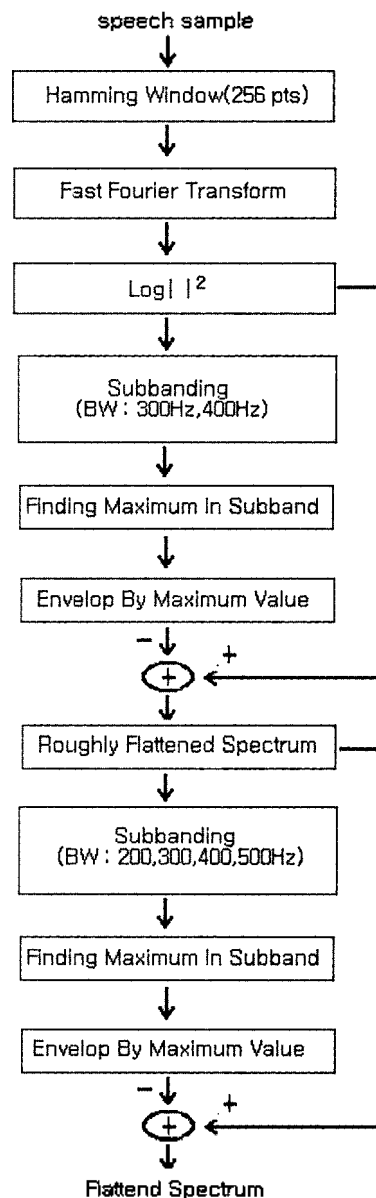 speech sample
Hamming Window(256 pts)
Fast Fourier Transform
Log| |²
Subbanding
(BW : 300Hz,400Hz)
Finding Maximum In Subband
Envelop By Maximum Value
− +
+
Roughly Flattened Spectrum
Subbanding
(BW : 200,300,400,500Hz)
Finding Maximum In Subband
Envelop By Maximum Value
− +
+
Flattend Spectrum